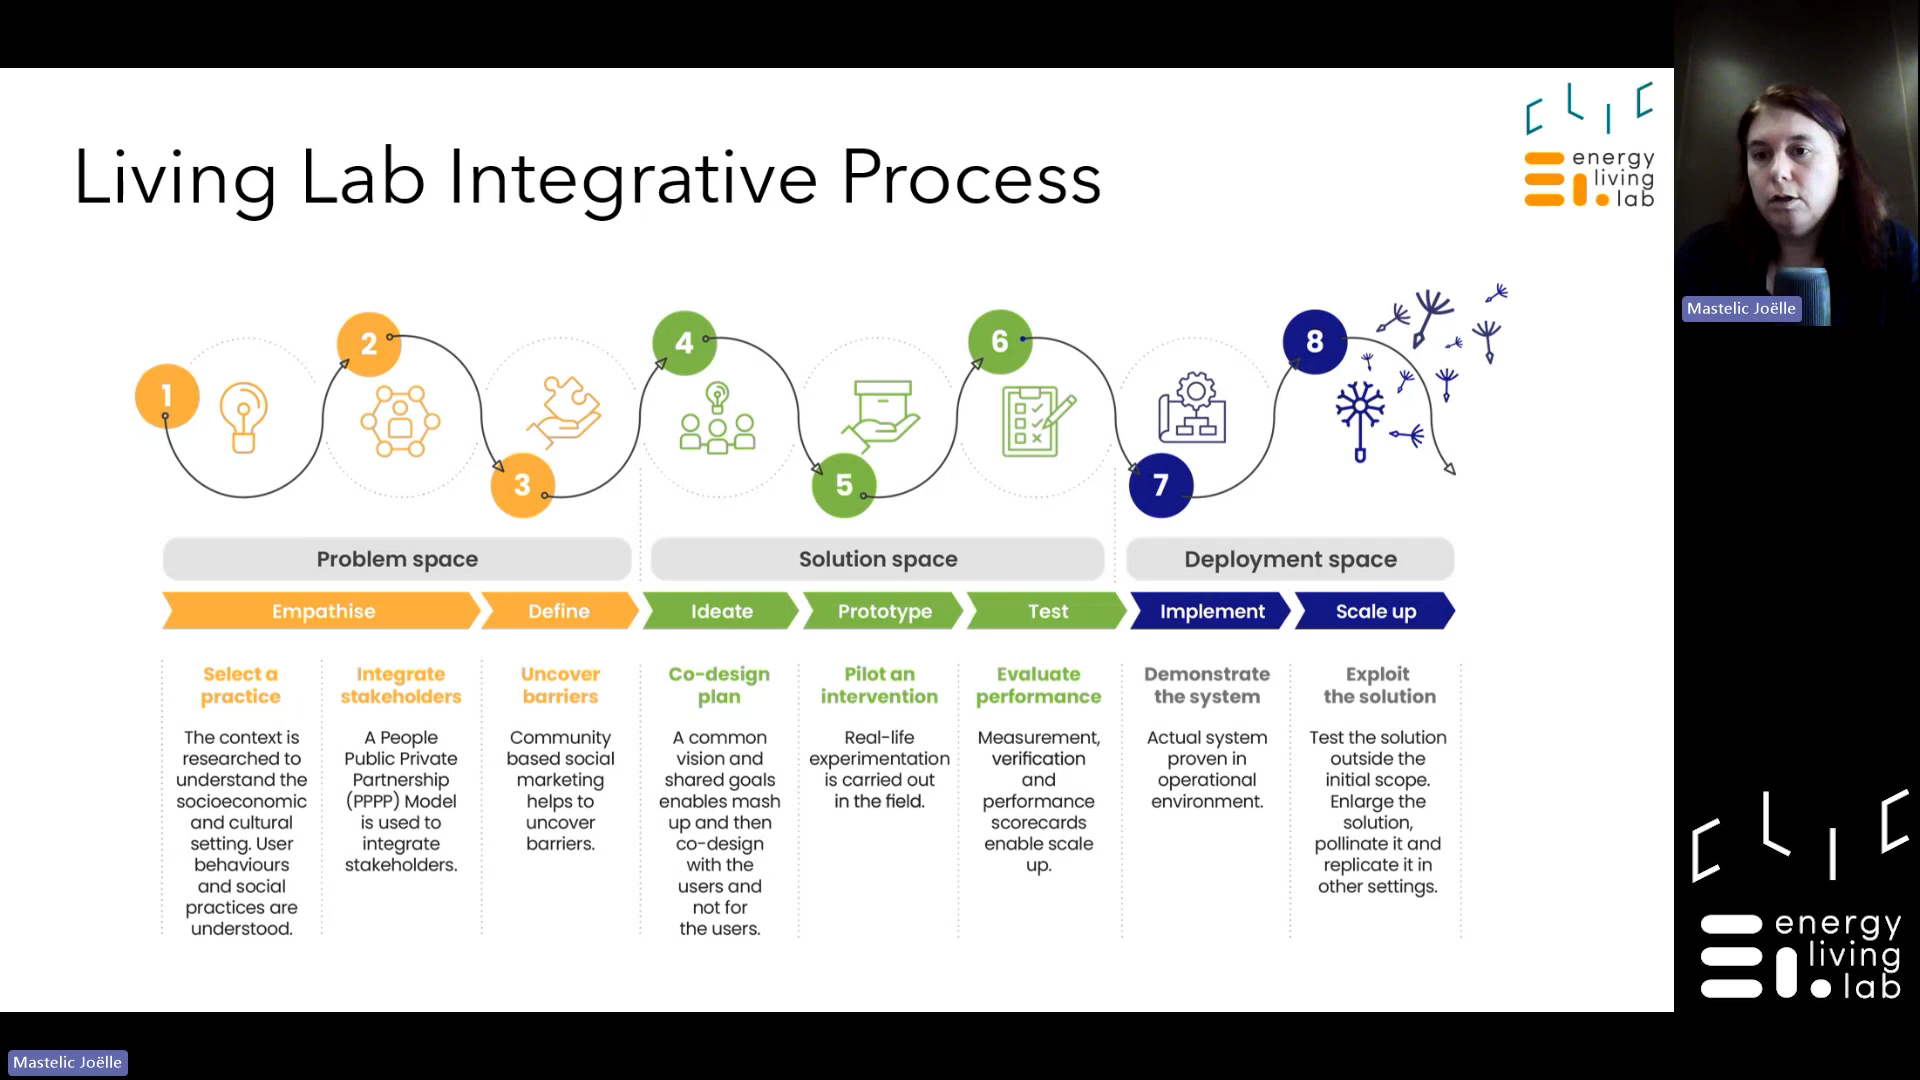 Living Lab Integrative Process
CLIC
energy
living
lab
Mastelic Joëlle
1
2
3
4
5
6
7
8
Problem space
Solution space
Deployment space
Empathise
Define
Ideate
Prototype
Test
Implement
Scale up
Select a
practice
The context is
researched to
understand the
socioeconomic
and cultural
setting. User
behaviours
and social
practices are
understood.
Integrate
stakeholders
A People
Public Private
Partnership
(PPPP) Model
is used to
integrate
stakeholders.
Uncover
barriers
Community
based social
marketing
helps to
uncover
barriers.
Co-design
plan
A common
vision and
shared goals
enables mash
up and then
co-design
with the
users and
not for
the users.
Pilot an
intervention
Real-life
experimentation
is carried out
in the field.
Evaluate
performance
Measurement,
verification
and
performance
scorecards
enable scale
up.
Demonstrate
the system
Actual system
proven in
operational
environment.
Exploit
the solution
Test the solution
outside the
initial scope.
Enlarge the
solution,
pollinate it and
replicate it in
other settings.
CLIC
energy
living
lab
Mastelic Joëlle